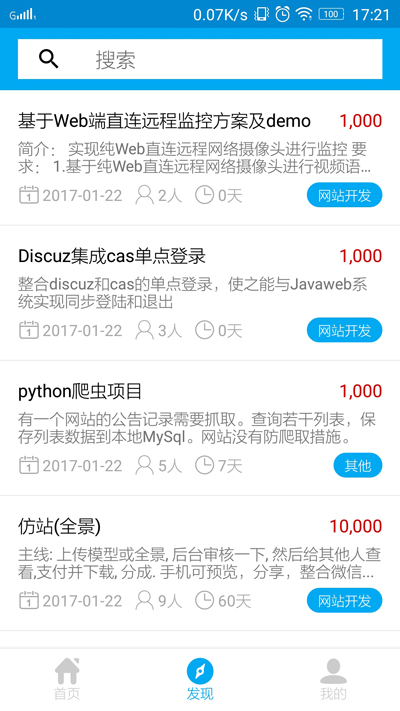 G 0.07K/s 100 17:21
搜索
基于Web端直连远程监控方案及demo 1,000
简介： 实现纯Web直连远程网络摄像头进行监控 要
求： 1.基于纯Web直连远程网络摄像头进行视频语...
1 2017-01-22 2人 0天 网站开发
Discuz集成cas单点登录 1,000
整合discuz和cas的单点登录，使之能与Javaweb系
统实现同步登陆和退出
1 2017-01-22 3人 0天 网站开发
python爬虫项目 1,000
有一个网站的公告记录需要抓取。查询若干列表，保
存列表数据到本地MySql。网站没有防爬取措施。
1 2017-01-22 5人 7天 其他
仿站(全景) 10,000
主线: 上传模型或全景, 后台审核一下, 然后给其他人查
看,支付并下载, 分成. 手机可预览，分享，整合微信...
1 2017-01-22 9人 60天 网站开发
首页 发现 我的